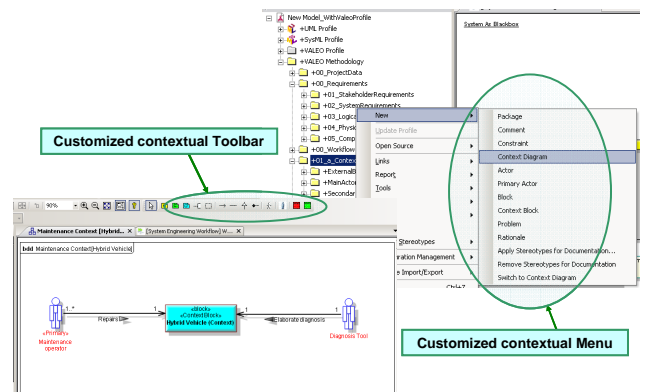 New Model_WithValeoProfile
+UML Profile
+SysML Profile
+VALEO Profile
+VALEO Methodology
+00_ProjectData
+00_Requirements
+01_StakeholderRequirements
+02_SystemRequirements
+03_Logica
+04_Physic
+05_Comp
+00_Workflow
+01_a_Contex
+ExternalB
+MainActor
+Secondar
System As Blackbox
New
Update Profile
Open Source
Links
Report
Tools
Stereotypes
ration Management
e Import/Export
Ctrl+Z
Package
Comment
Constraint
Context Diagram
Actor
Primary Actor
Block
Context Block
Problem
Rationale
Apply Stereotypes for Documentation...
Remove Stereotypes for Documentation
Switch to Context Diagram
Customized contextual Toolbar
90%
Maintenance Context [Hybrid... X
[System Engineering Workflow] W... X
bdd Maintenance Context[Hybrid Vehicle]
1..*
Repairs
1
«block»
«ContextBlock»
Hybrid Vehicle (Context)
1
Elaborate diagnosis
1
«Primary»
Maintenance
operator
Diagnosis Tool
Customized contextual Menu